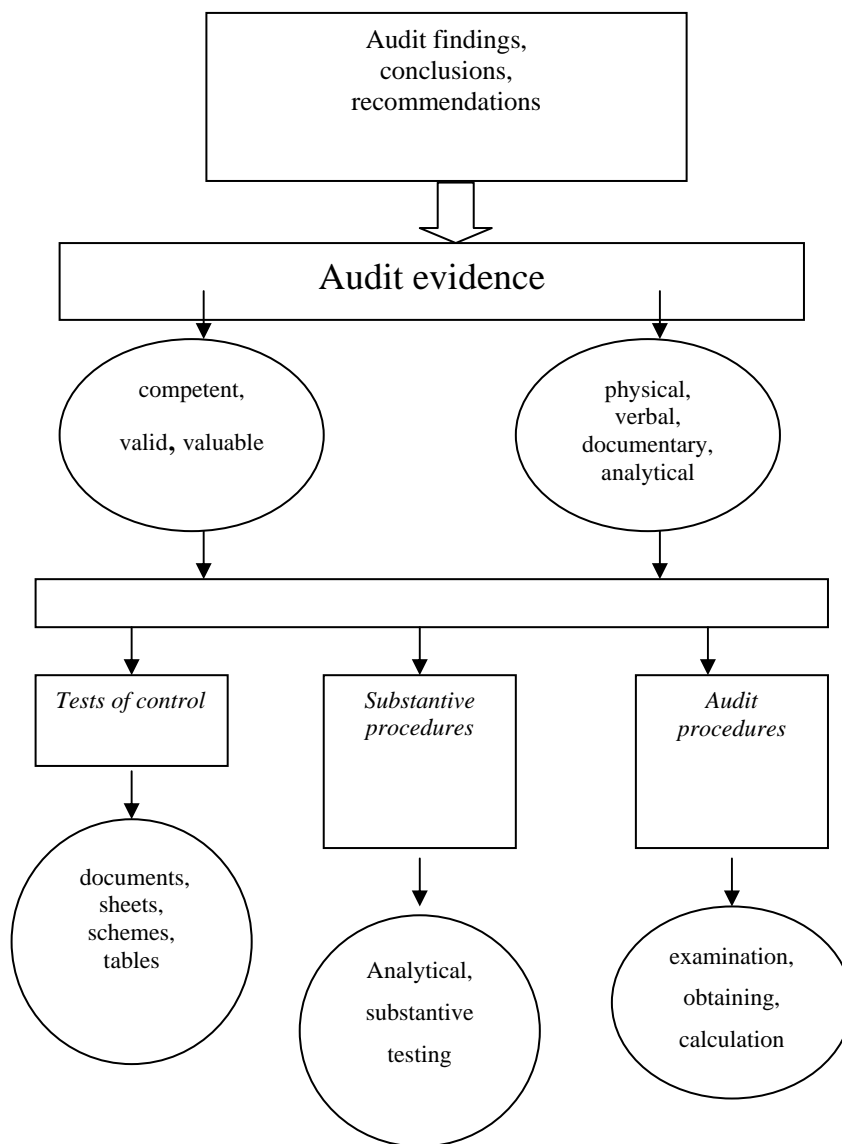 Audit findings,
conclusions,
recommendations
Audit evidence
competent,
valid, valuable
physical,
verbal,
documentary,
analytical
Tests of control
Substantive
procedures
Audit
procedures
documents,
sheets,
schemes,
tables
Analytical,
substantive
testing
examination,
obtaining,
calculation